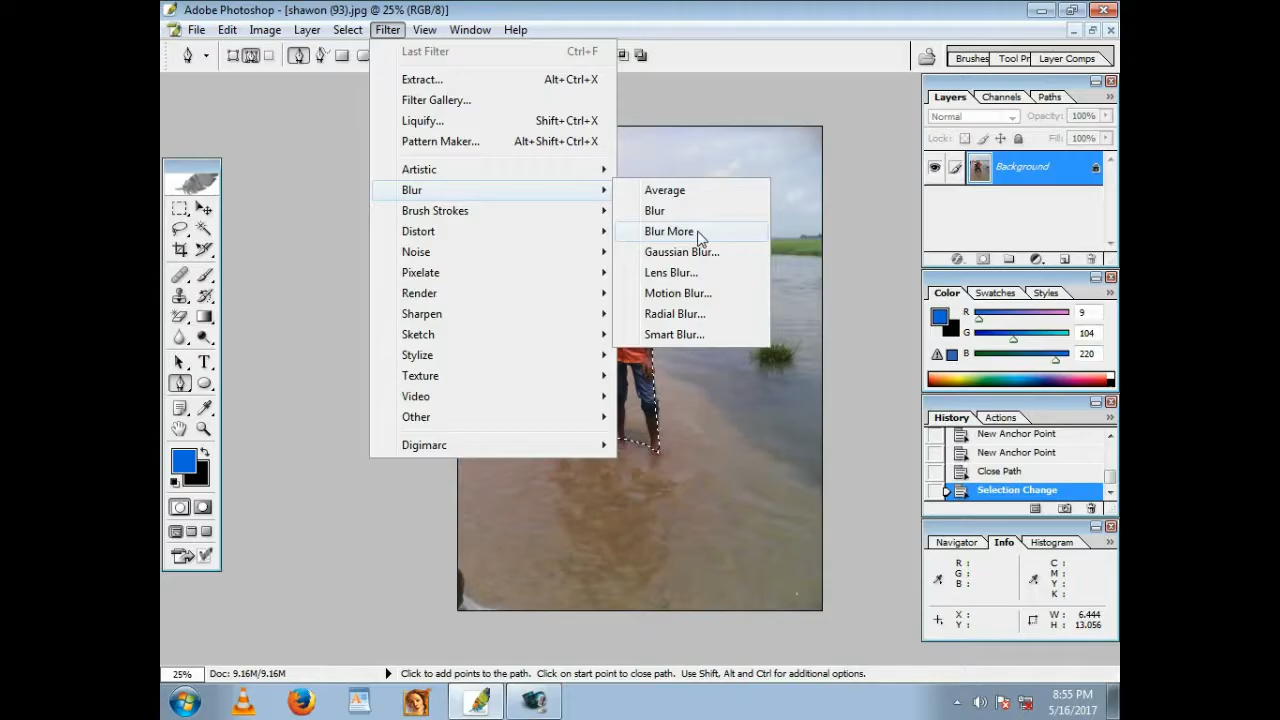 Adobe Photoshop - [shawon (93).jpg @ 25% (RGB/8)]
File Edit Image Layer Select Filter View Window Help
Brushes Tool Pr Layer Comps
Last Filter Ctrl+F
Extract... Alt+Ctrl+X
Filter Gallery...
Liquify... Shift+Ctrl+X
Pattern Maker... Alt+Shift+Ctrl+X
Artistic
Blur
Brush Strokes
Distort
Noise
Pixelate
Render
Sharpen
Sketch
Stylize
Texture
Video
Other
Digimarc
Average
Blur
Blur More
Gaussian Blur...
Lens Blur...
Motion Blur...
Radial Blur...
Smart Blur...
Layers Channels Paths
Normal Opacity: 100%
Lock: Fill: 100%
Background
Color Swatches Styles
R 9
G 104
B 220
History Actions
New Anchor Point
New Anchor Point
Close Path
Selection Change
Navigator Info Histogram
R : C :
G : M :
B : Y :
K :
X : W : 6.444
Y : H : 13.056
25% Doc: 9.16M/9.16M Click to add points to the path. Click on start point to close path. Use Shift, Alt and Ctrl for additional options.
8:55 PM
5/16/2017